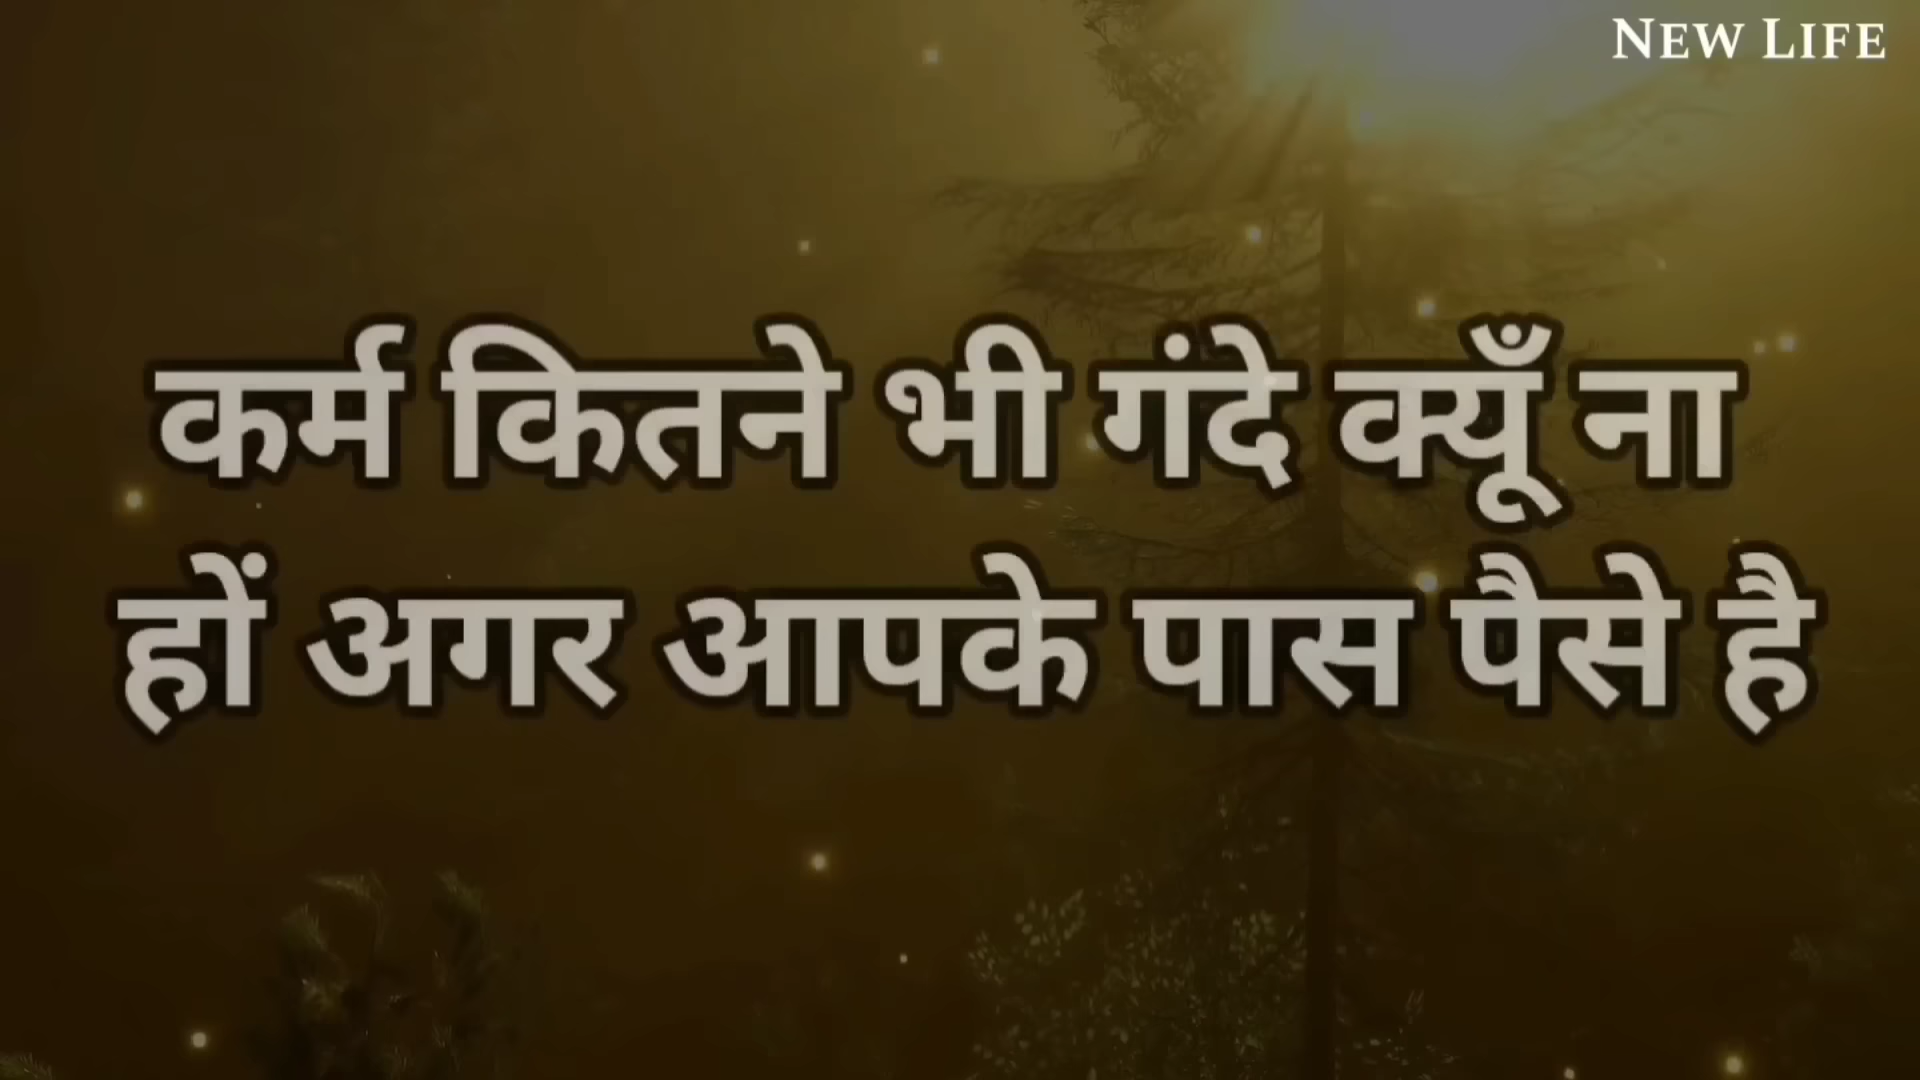 NEW LIFE
कर्म कितने भी गंदे क्यूँ ना
हों अगर आपके पास पैसे है